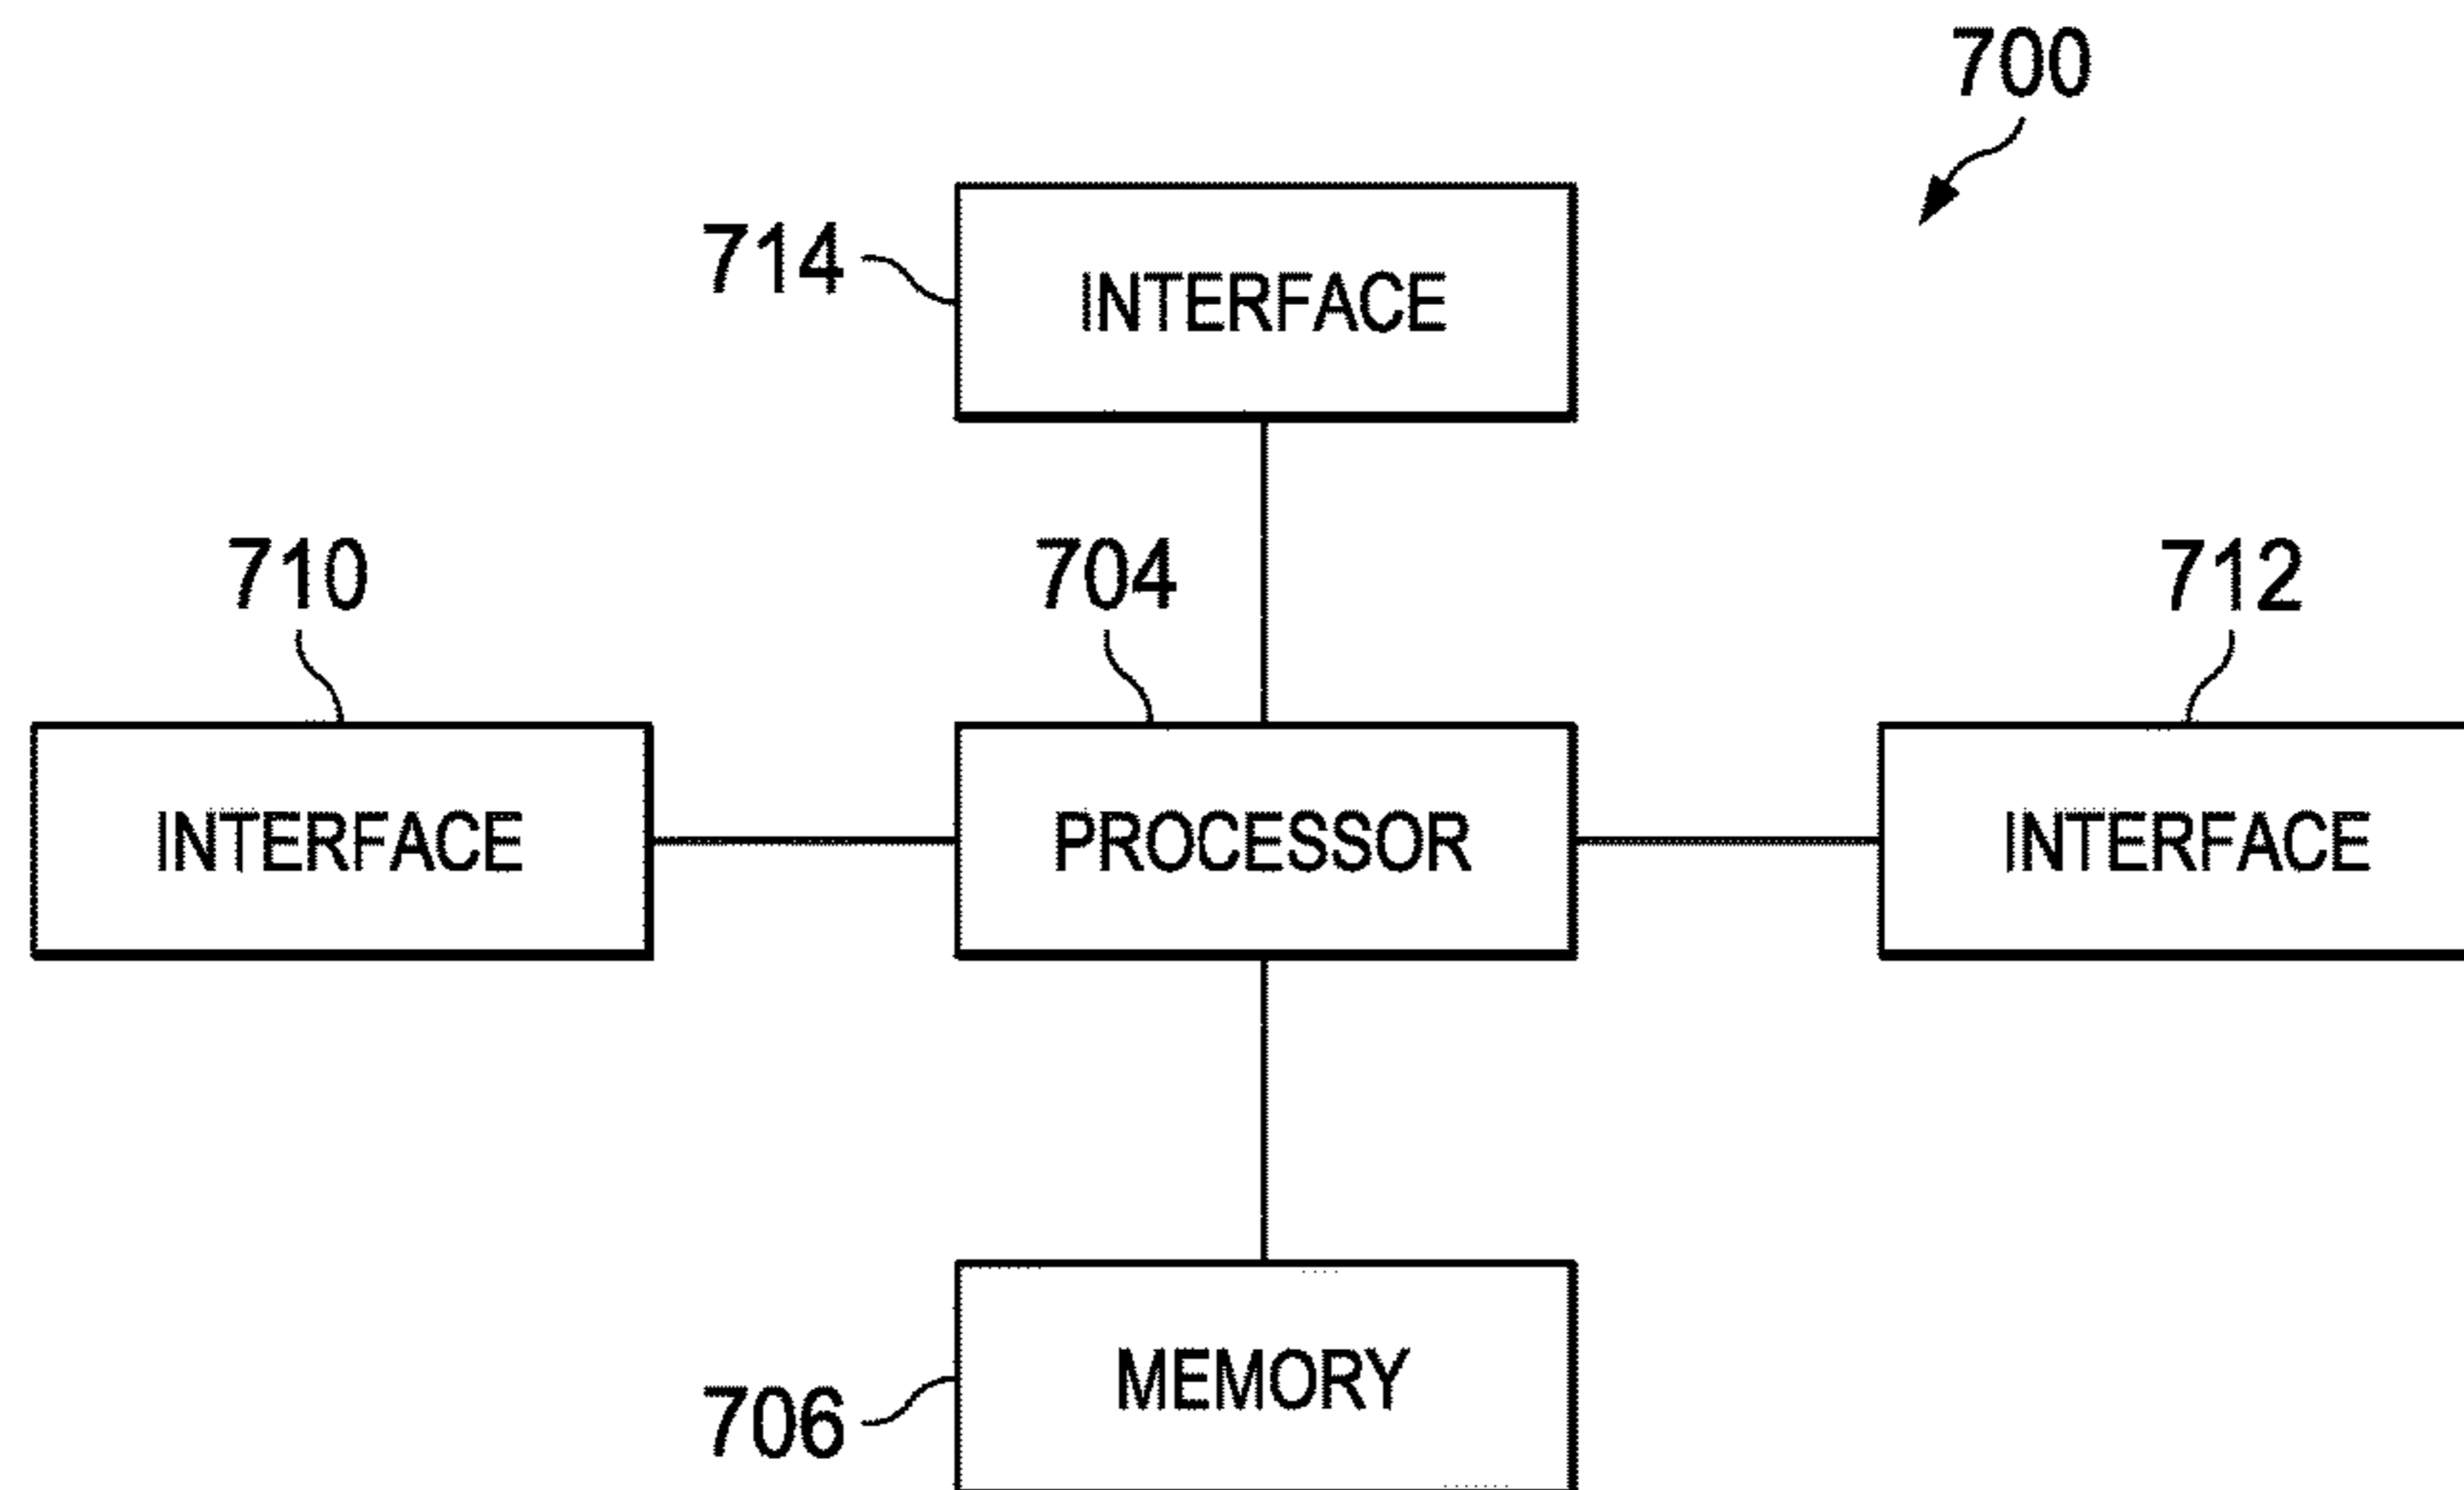 700
714
INTERFACE
710
704
712
INTERFACE
PROCESSOR
INTERFACE
MEMORY
706